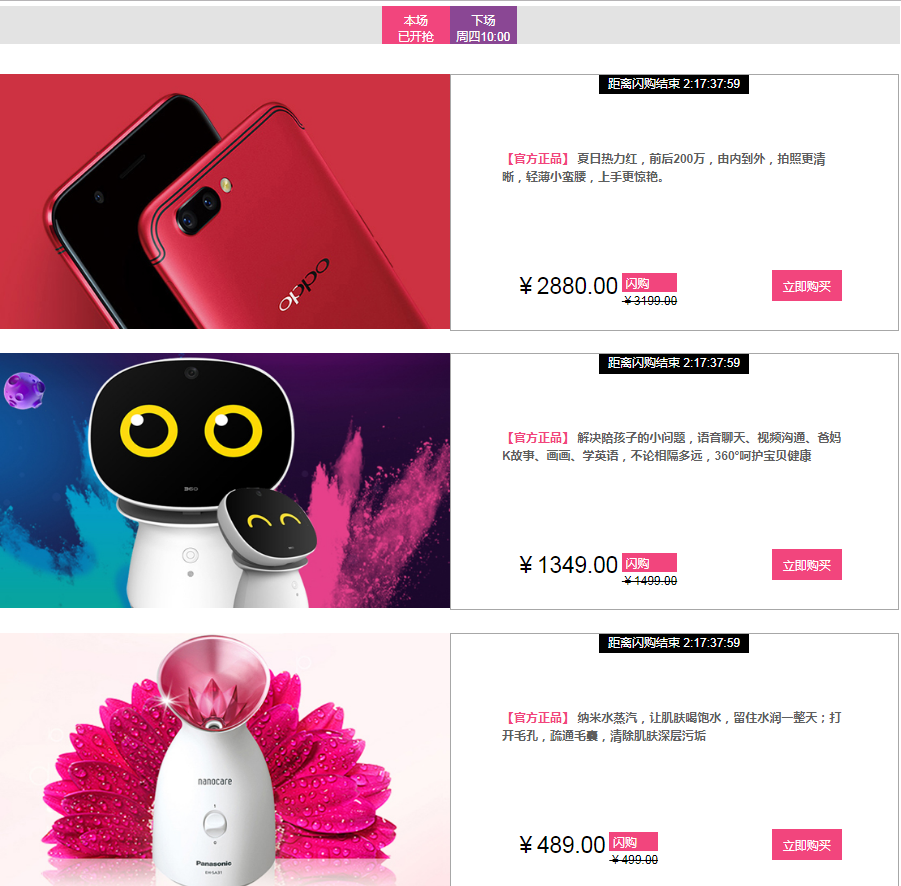 本场
已开抢
下场
周四10:00
oppo
距离闪购结束 2:17:37:59
【官方正品】 夏日热力红，前后200万，由内到外，拍照更清
晰，轻薄小蛮腰，上手更惊艳。
￥2880.00
闪购
￥3199.00
立即购买
360
距离闪购结束 2:17:37:59
【官方正品】 解决陪孩子的小问题，语音聊天、视频沟通、爸妈
K故事、画画、学英语，不论相隔多远，360°呵护宝贝健康
￥1349.00
闪购
￥1499.00
立即购买
nanocare
Panasonic
距离闪购结束 2:17:37:59
【官方正品】 纳米水蒸汽，让肌肤喝饱水，留住水润一整天；打
开毛孔，疏通毛囊，清除肌肤深层污垢
￥489.00
闪购
￥499.00
立即购买